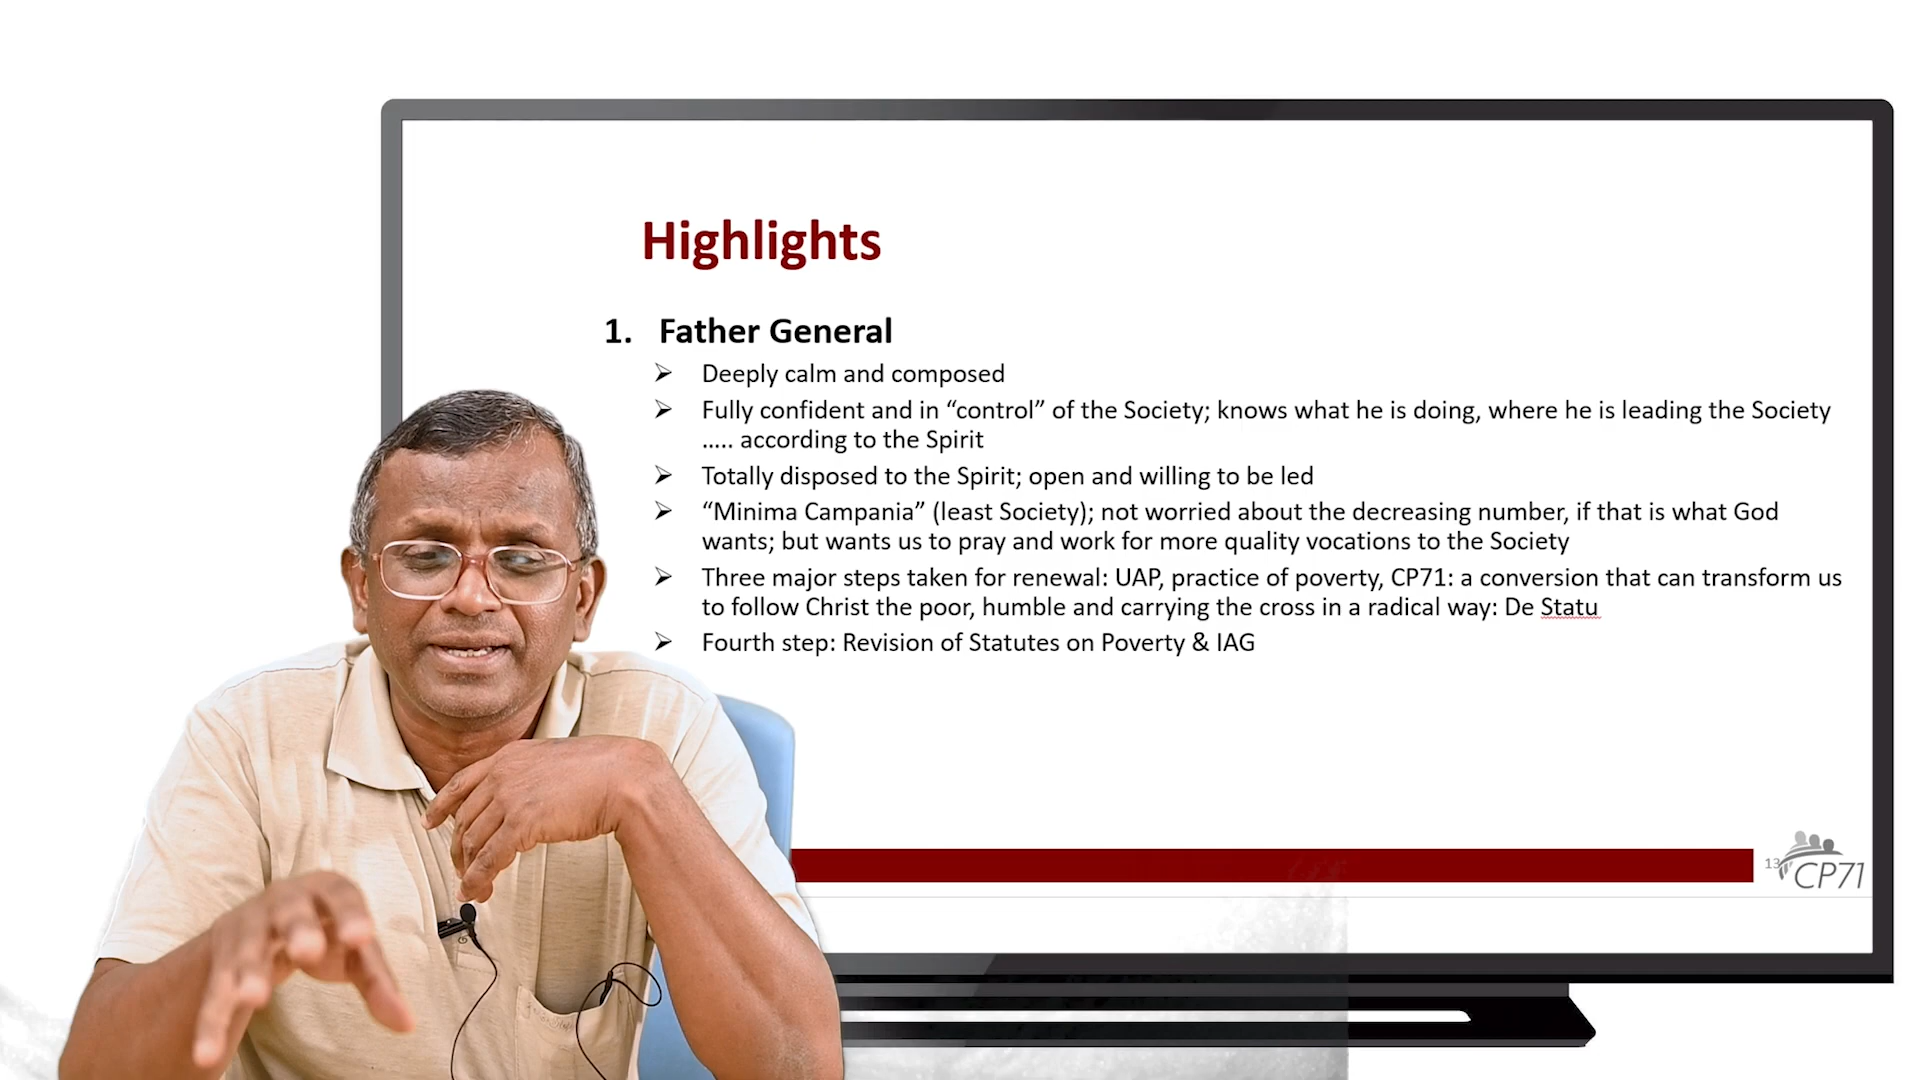 Highlights
1. Father General
➢ Deeply calm and composed
➢ Fully confident and in “control” of the Society; knows what he is doing, where he is leading the Society
..... according to the Spirit
➢ Totally disposed to the Spirit; open and willing to be led
➢ “Minima Campania” (least Society); not worried about the decreasing number, if that is what God
wants; but wants us to pray and work for more quality vocations to the Society
➢ Three major steps taken for renewal: UAP, practice of poverty, CP71: a conversion that can transform us
to follow Christ the poor, humble and carrying the cross in a radical way: De Statu
➢ Fourth step: Revision of Statutes on Poverty & IAG
13
CP71